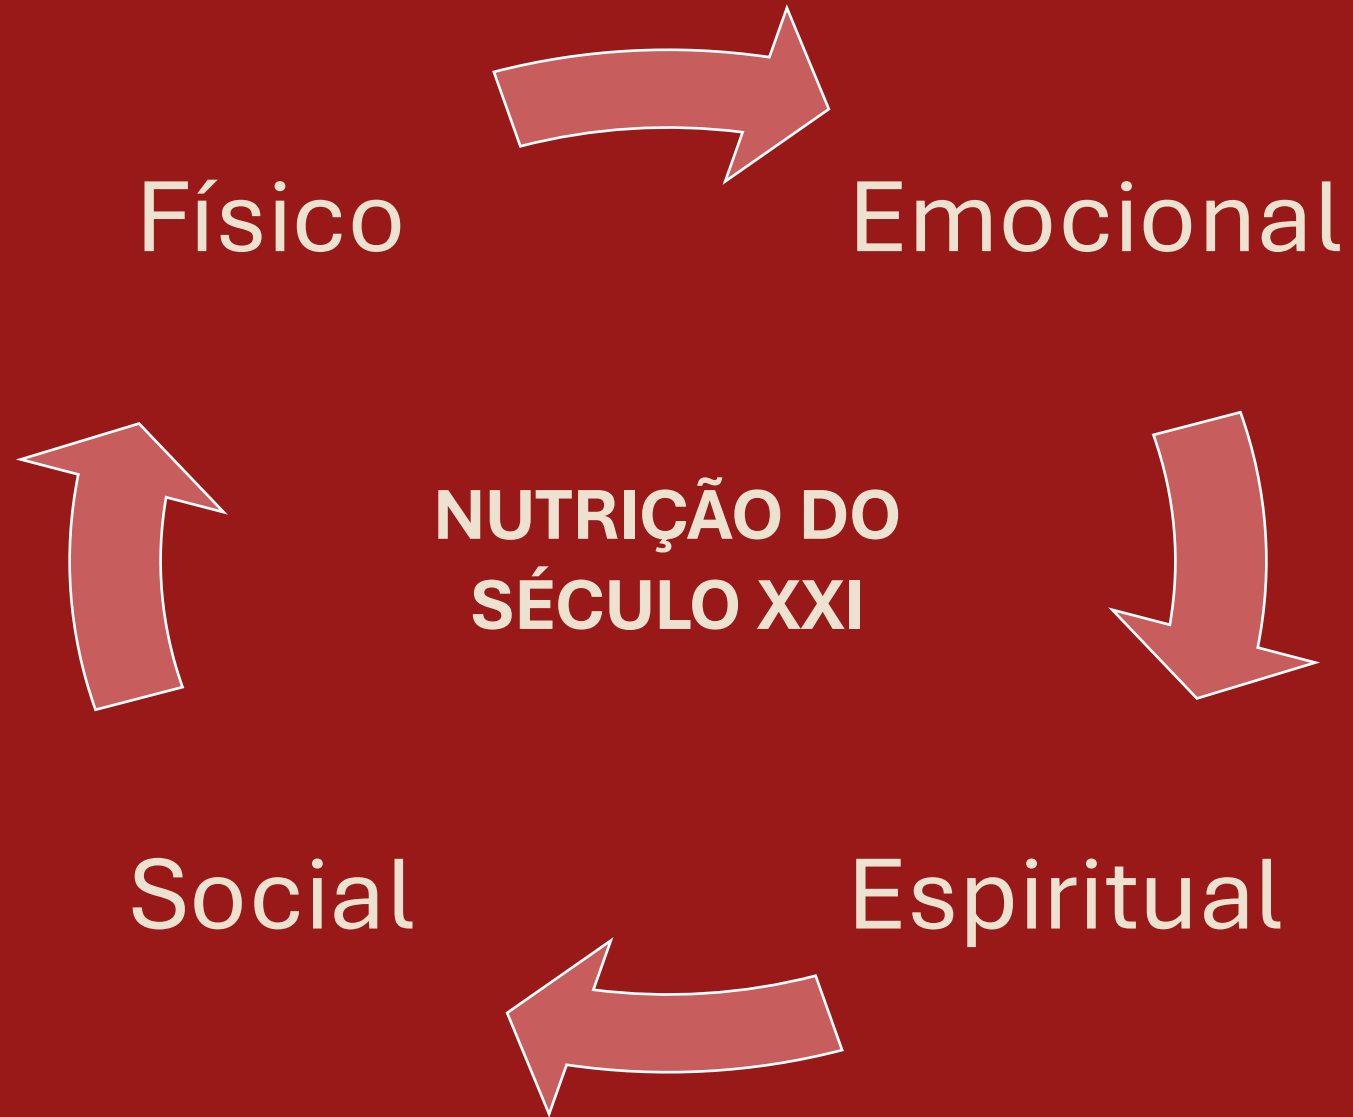 Físico
Emocional
NUTRIÇÃO DO
SÉCULO XXI
Social
Espiritual